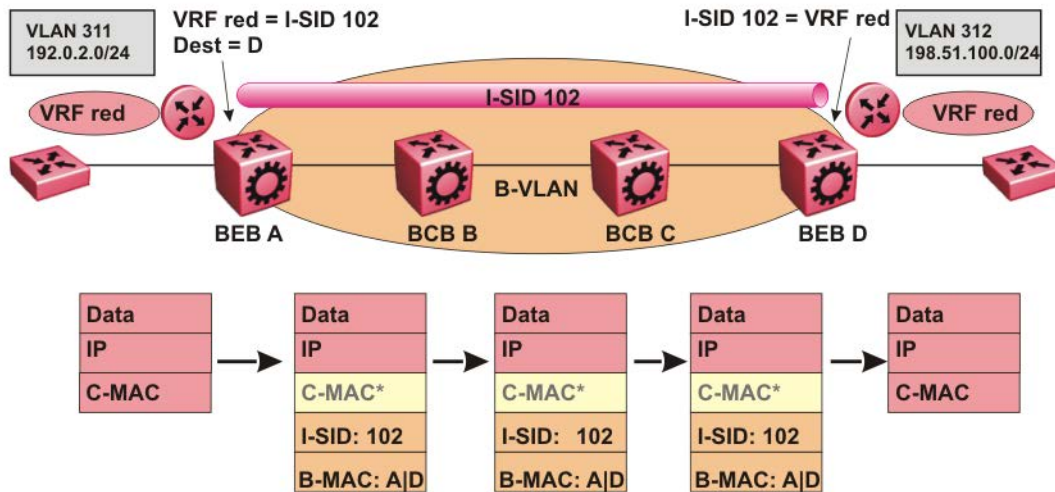 VLAN 311
192.0.2.0/24
VRF red = I-SID 102
Dest = D
I-SID 102 = VRF red
VLAN 312
198.51.100.0/24
VRF red
I-SID 102
VRF red
B-VLAN
BEB A
BCB B
BCB C
BEB D
Data
IP
C-MAC
Data
IP
C-MAC*
I-SID: 102
B-MAC: A|D
Data
IP
C-MAC*
I-SID: 102
B-MAC: A|D
Data
IP
C-MAC*
I-SID: 102
B-MAC: A|D
Data
IP
C-MAC